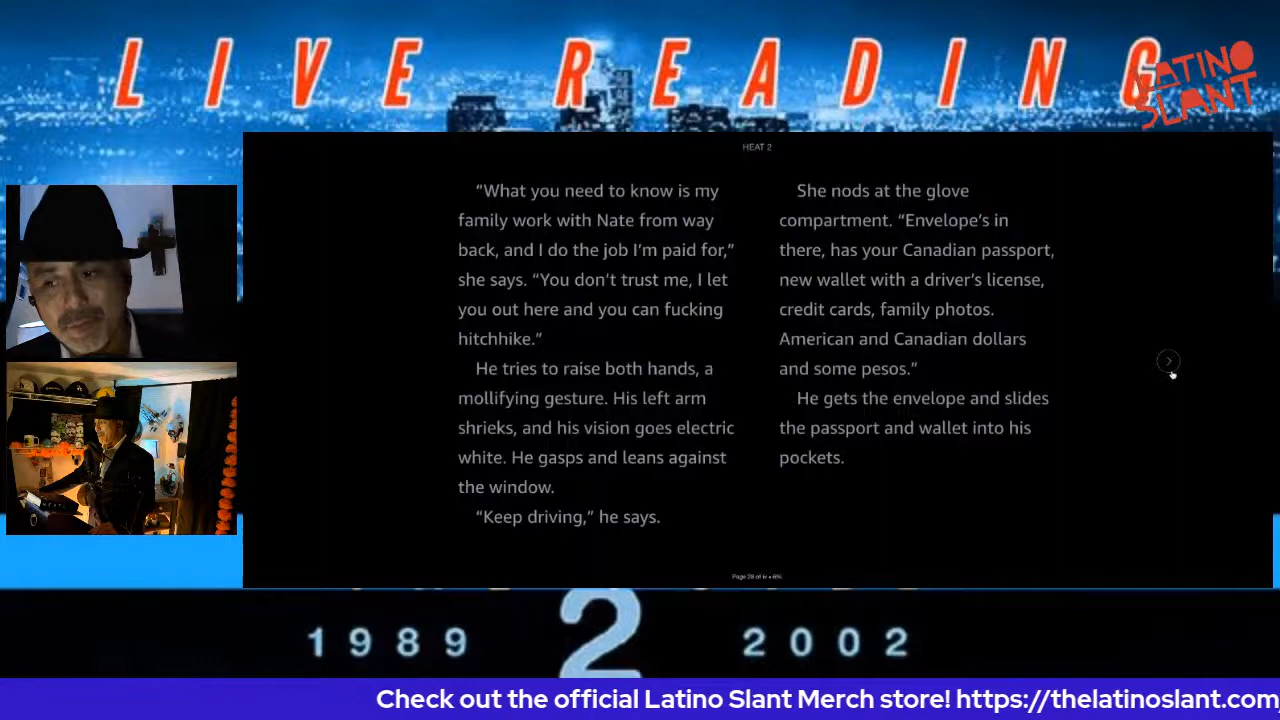 LIVE READING
LATINO
SLANT
HEAT 2
“What you need to know is my
family work with Nate from way
back, and I do the job I’m paid for,”
she says. “You don’t trust me, I let
you out here and you can fucking
hitchhike.”
He tries to raise both hands, a
mollifying gesture. His left arm
shrieks, and his vision goes electric
white. He gasps and leans against
the window.
“Keep driving,” he says.
She nods at the glove
compartment. “Envelope’s in
there, has your Canadian passport,
new wallet with a driver’s license,
credit cards, family photos.
American and Canadian dollars
and some pesos.”
He gets the envelope and slides
the passport and wallet into his
pockets.
Page 28 of iv • 6%
1989 2 2002
Check out the official Latino Slant Merch store! https://thelatinoslant.com